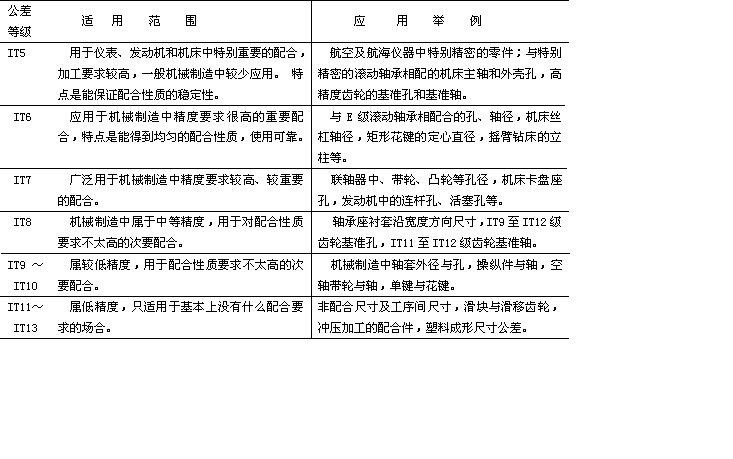 公差等级 适 用 范 围 应 用 举 例
IT5 用于仪表、发动机和机床中特别重要的配合，加工要求较高，一般机械制造中较少应用。 特点是能保证配合性质的稳定性。
航空及航海仪器中特别精密的零件；与特别精密的滚动轴承相配的机床主轴和外壳孔，高精度齿轮的基准孔和基准轴。
IT6 应用于机械制造中精度要求很高的重要配合，特点是能得到均匀的配合性质，使用可靠。
与 E 级滚动轴承相配合的孔、轴径，机床丝杠轴径，矩形花键的定心直径，摇臂钻床的立柱等。
IT7 广泛用于机械制造中精度要求较高、较重要的配合。
联轴器中、带轮、凸轮等孔径，机床卡盘座孔，发动机中的连杆孔、活塞孔等。
IT8 机械制造中属于中等精度，用于对配合性质要求不太高的次要配合。
轴承座衬套沿宽度方向尺寸，IT9 至 IT12 级齿轮基准孔，IT11 至 IT12 级齿轮基准轴。
IT9 ～ IT10 属较低精度，用于配合性质要求不太高的次要配合。
机械制造中轴套外径与孔，操纵件与轴，空轴带轮与轴，单键与花键。
IT11～ IT13 属低精度，只适用于基本上没有什么配合要求的场合。
非配合尺寸及工序间尺寸，滑块与滑移齿轮，冲压加工的配合件，塑料成形尺寸公差。